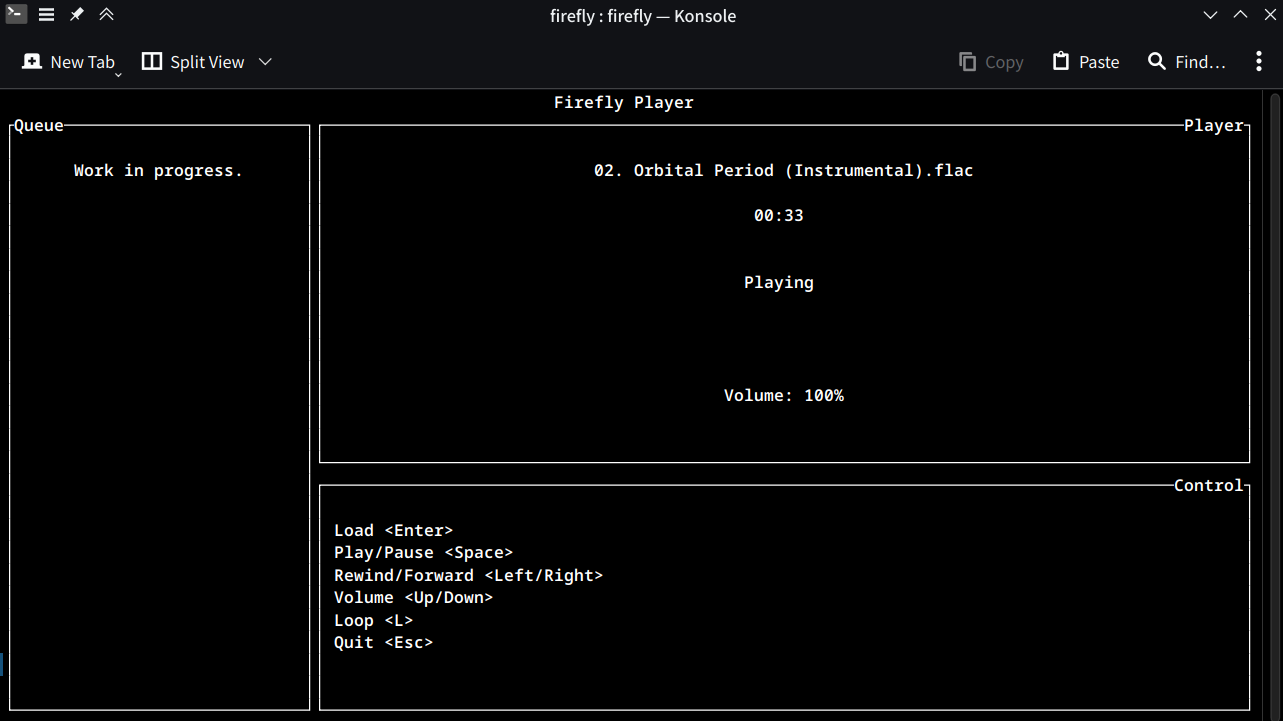 firefly : firefly — Konsole
New Tab
Split View
Copy
Paste
Find...
Firefly Player
Queue
Work in progress.
Player
02. Orbital Period (Instrumental).flac
00:33
Playing
Volume: 100%
Control
Load <Enter>
Play/Pause <Space>
Rewind/Forward <Left/Right>
Volume <Up/Down>
Loop <L>
Quit <Esc>